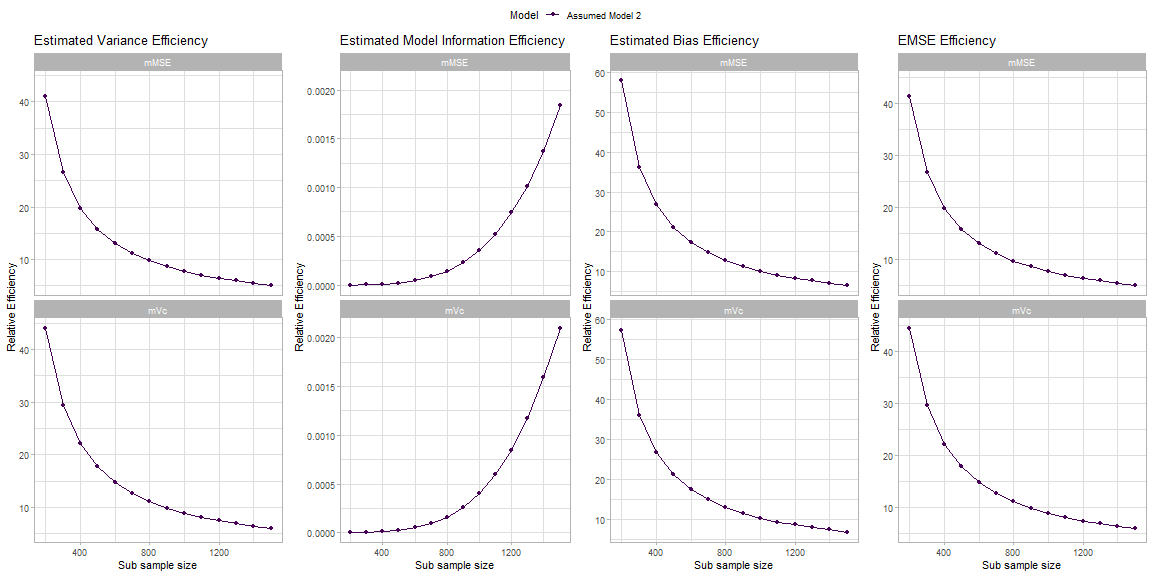 Model Assumed Model 2
Estimated Variance Efficiency
mMSE
40
30
20
10
mVc
40
30
20
10
400 800 1200
Sub sample size
Relative Efficiency
Estimated Model Information Efficiency
mMSE
0.0020
0.0015
0.0010
0.0005
0.0000
mVc
0.0020
0.0015
0.0010
0.0005
0.0000
400 800 1200
Sub sample size
Relative Efficiency
Estimated Bias Efficiency
mMSE
60
50
40
30
20
10
mVc
60
50
40
30
20
10
400 800 1200
Sub sample size
Relative Efficiency
EMSE Efficiency
mMSE
40
30
20
10
mVc
40
30
20
10
400 800 1200
Sub sample size
Relative Efficiency